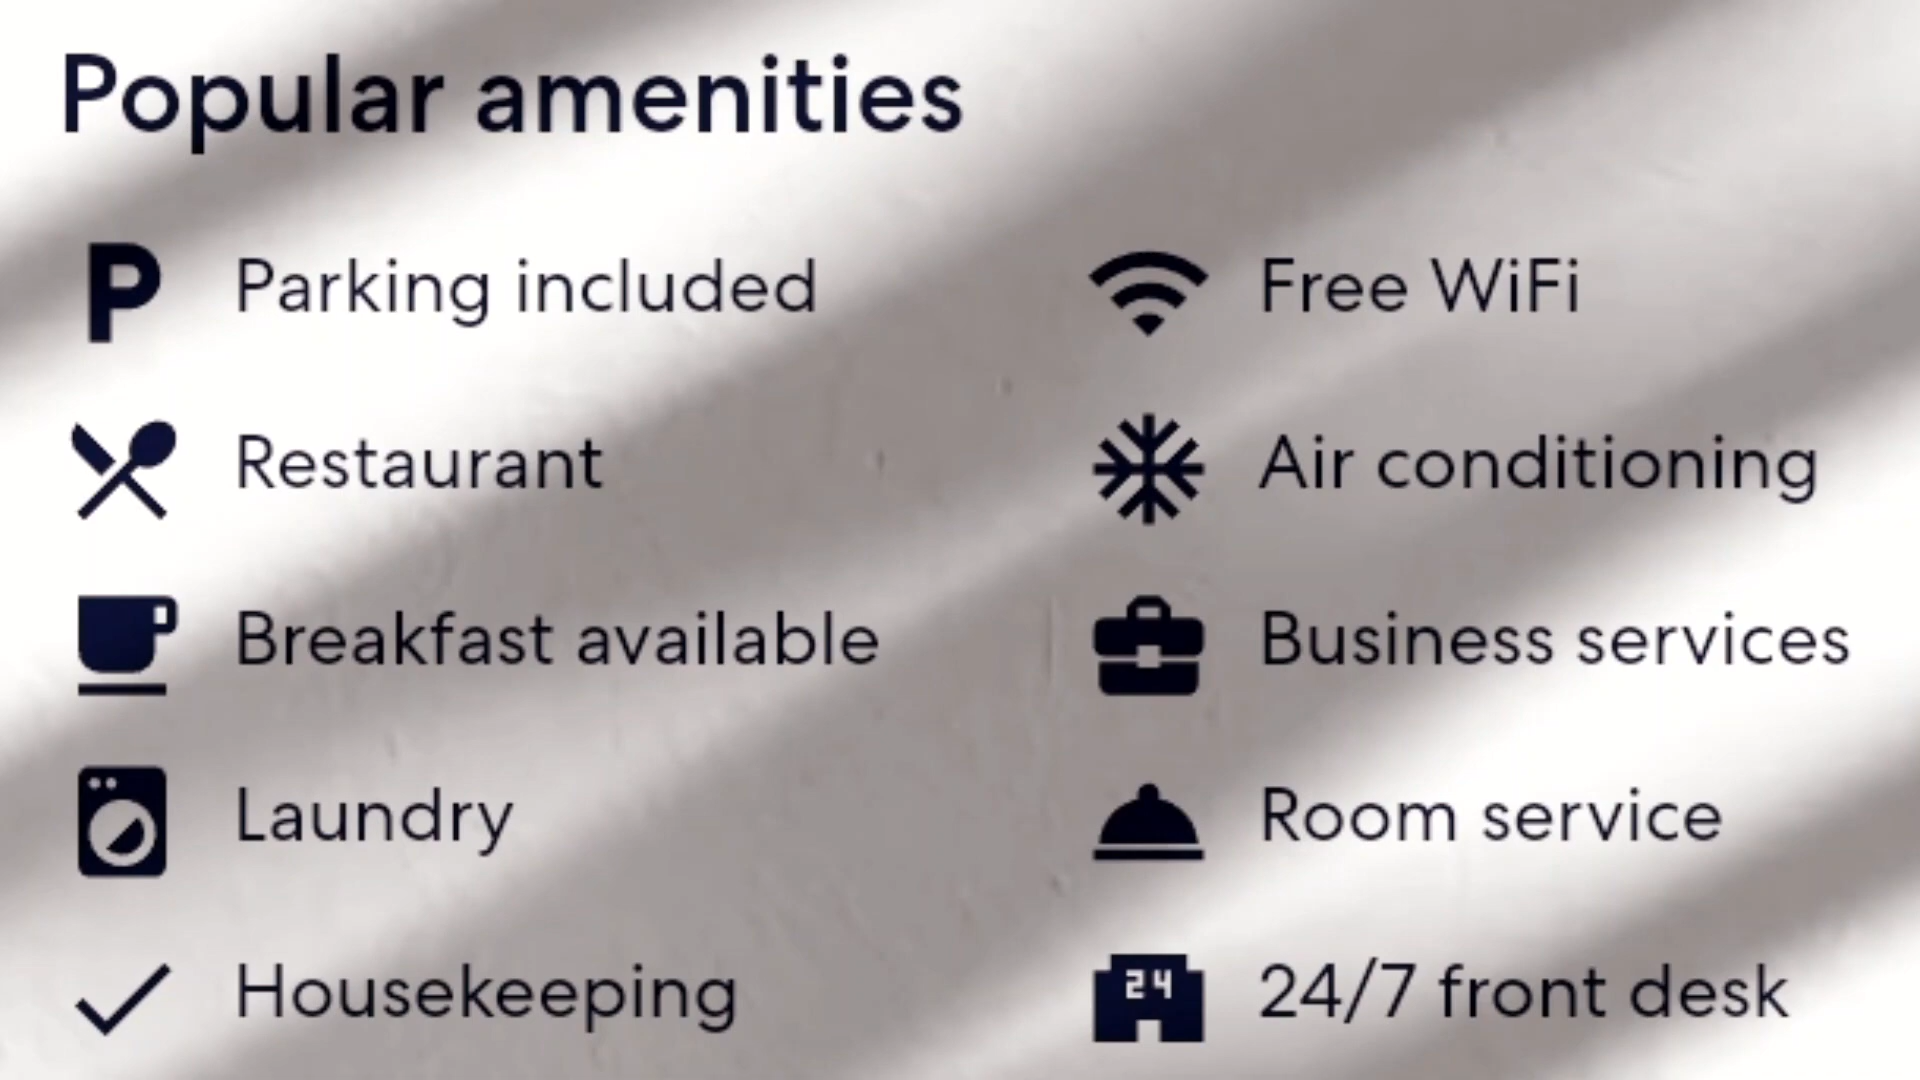 Popular amenities
Parking included
Free WiFi
Restaurant
Air conditioning
Breakfast available
Business services
Laundry
Room service
Housekeeping
24
24/7 front desk